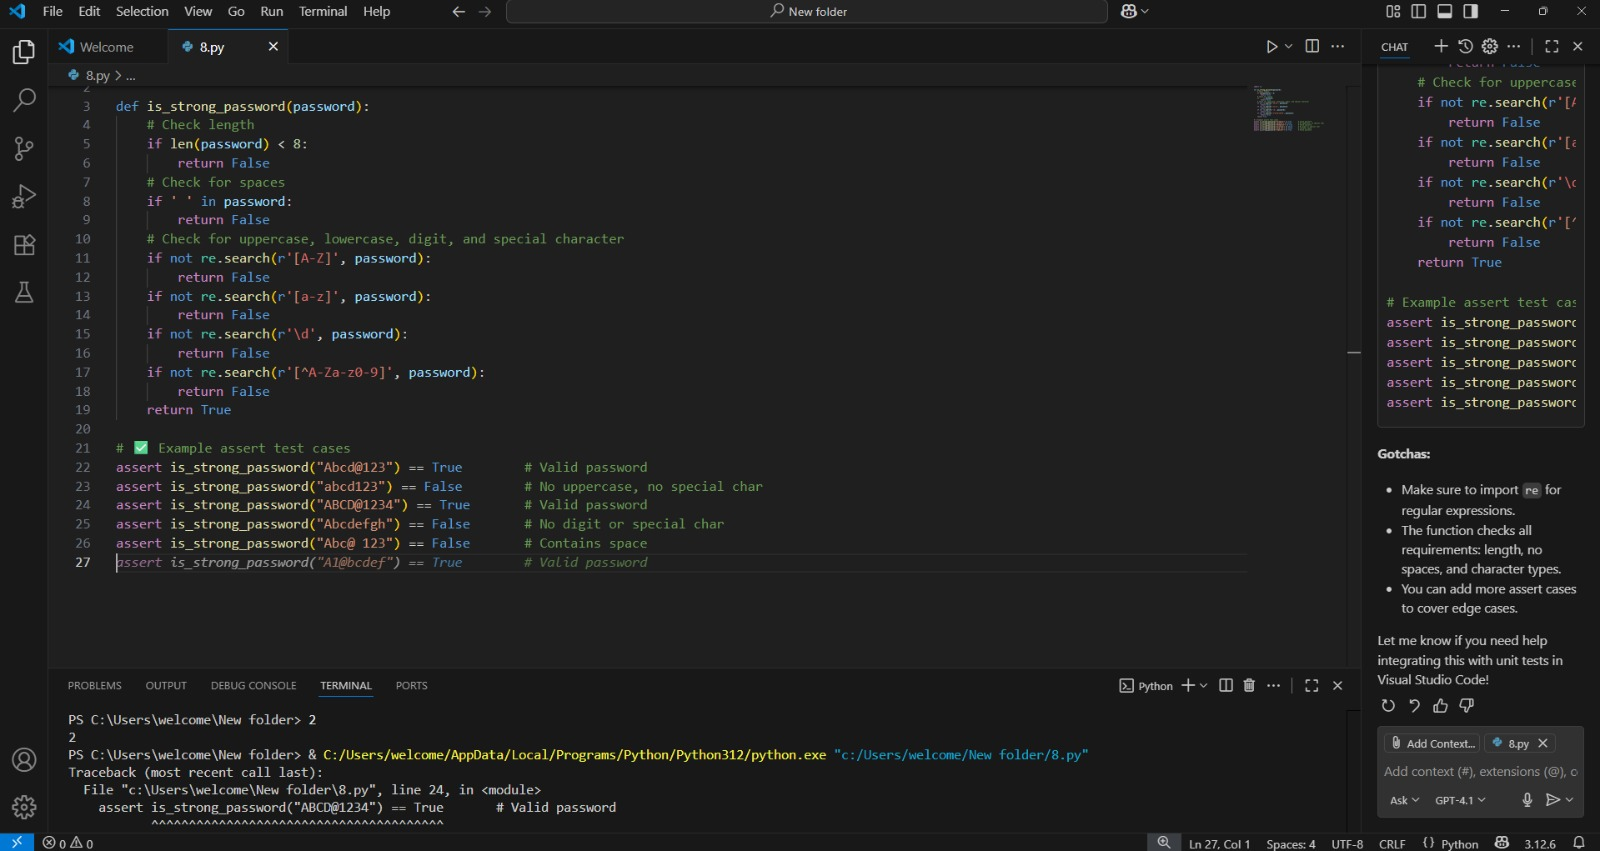 File Edit Selection View Go Run Terminal Help
New folder
Welcome
8.py
8.py > ...
2
3 def is_strong_password(password):
4 # Check length
5 if len(password) < 8:
6 return False
7 # Check for spaces
8 if ' ' in password:
9 return False
10 # Check for uppercase, lowercase, digit, and special character
11 if not re.search(r'[A-Z]', password):
12 return False
13 if not re.search(r'[a-z]', password):
14 return False
15 if not re.search(r'\d', password):
16 return False
17 if not re.search(r'[^A-Za-z0-9]', password):
18 return False
19 return True
20
21 # ✅ Example assert test cases
22 assert is_strong_password("Abcd@123") == True # Valid password
23 assert is_strong_password("abcd123") == False # No uppercase, no special char
24 assert is_strong_password("ABCD@1234") == True # Valid password
25 assert is_strong_password("Abcdefgh") == False # No digit or special char
26 assert is_strong_password("Abc@ 123") == False # Contains space
27 assert is_strong_password("A1@bcdef") == True # Valid password
PROBLEMS OUTPUT DEBUG CONSOLE TERMINAL PORTS
Python
PS C:\Users\welcome\New folder> 2
2
PS C:\Users\welcome\New folder> & C:/Users/welcome/AppData/Local/Programs/Python/Python312/python.exe "c:/Users/welcome/New folder/8.py"
Traceback (most recent call last):
File "c:\Users\welcome\New folder\8.py", line 24, in <module>
assert is_strong_password("ABCD@1234") == True # Valid password
^^^^^^^^^^^^^^^^^^^^^^^^^^^^^^^^^^^^^^
CHAT
return False
# Check for uppercase
if not re.search(r'[A
return False
if not re.search(r'[a
return False
if not re.search(r'\d
return False
if not re.search(r'[^
return False
return True
# Example assert test cas
assert is_strong_password
assert is_strong_password
assert is_strong_password
assert is_strong_password
assert is_strong_password
Gotchas:
• Make sure to import re for
regular expressions.
• The function checks all
requirements: length, no
spaces, and character types.
• You can add more assert cases
to cover edge cases.
Let me know if you need help
integrating this with unit tests in
Visual Studio Code!
Add Context... 8.py
Add context (#), extensions (@), c
Ask GPT-4.1
0 0
Ln 27, Col 1 Spaces: 4 UTF-8 CRLF {} Python 3.12.6